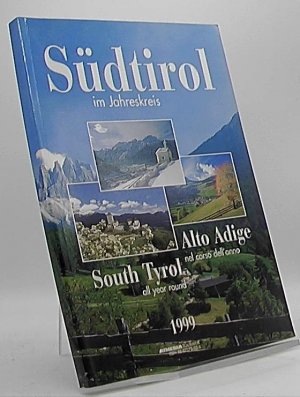 Südtirol
im Jahreskreis
Alto Adige
nel corso dell'anno
South Tyrol
all year round
1999